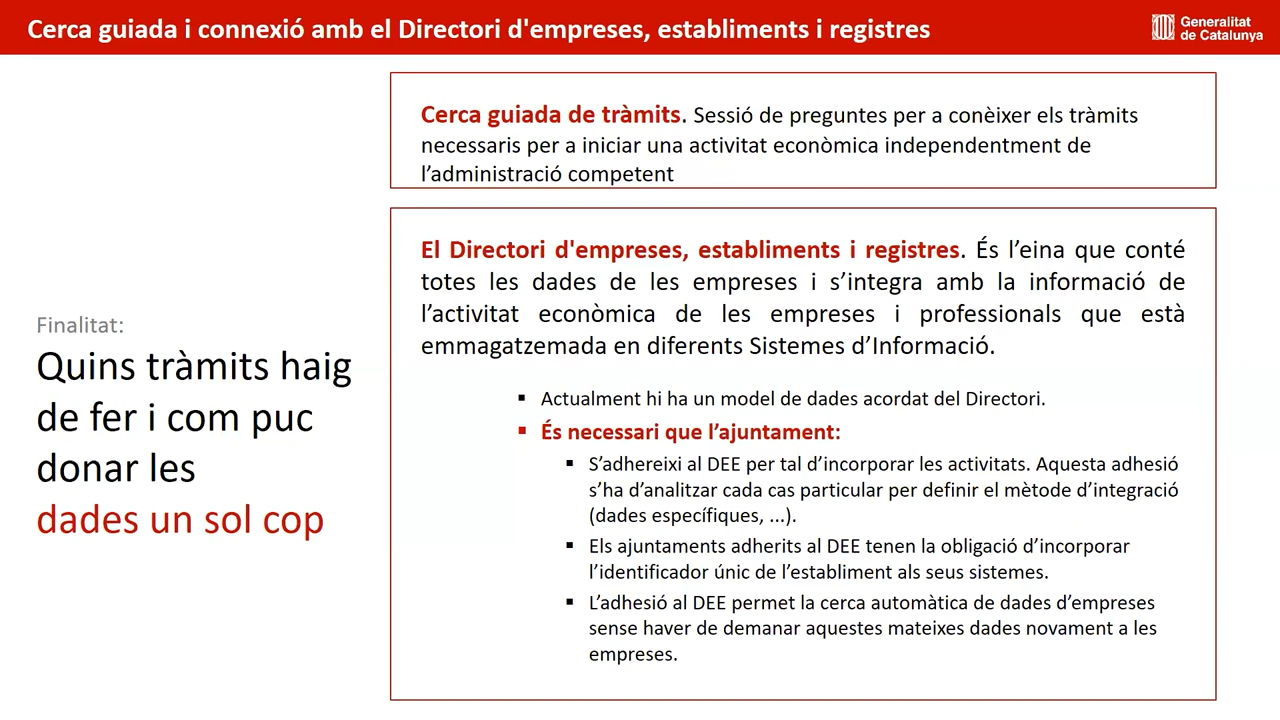 Cerca guiada i connexió amb el Directori d'empreses, establiments i registres
Generalitat
de Catalunya
Cerca guiada de tràmits. Sessió de preguntes per a conèixer els tràmits
necessaris per a iniciar una activitat econòmica independentment de
l’administració competent
Finalitat:
Quins tràmits haig
de fer i com puc
donar les
dades un sol cop
El Directori d'empreses, establiments i registres. És l’eina que conté
totes les dades de les empreses i s’integra amb la informació de
l’activitat econòmica de les empreses i professionals que està
emmagatzemada en diferents Sistemes d’Informació.
▪ Actualment hi ha un model de dades acordat del Directori.
▪ És necessari que l’ajuntament:
▪ S’adhereixi al DEE per tal d’incorporar les activitats. Aquesta adhesió
s’ha d’analitzar cada cas particular per definir el mètode d’integració
(dades específiques, ...).
▪ Els ajuntaments adherits al DEE tenen la obligació d’incorporar
l’identificador únic de l’establiment als seus sistemes.
▪ L’adhesió al DEE permet la cerca automàtica de dades d’empreses
sense haver de demanar aquestes mateixes dades novament a les
empreses.